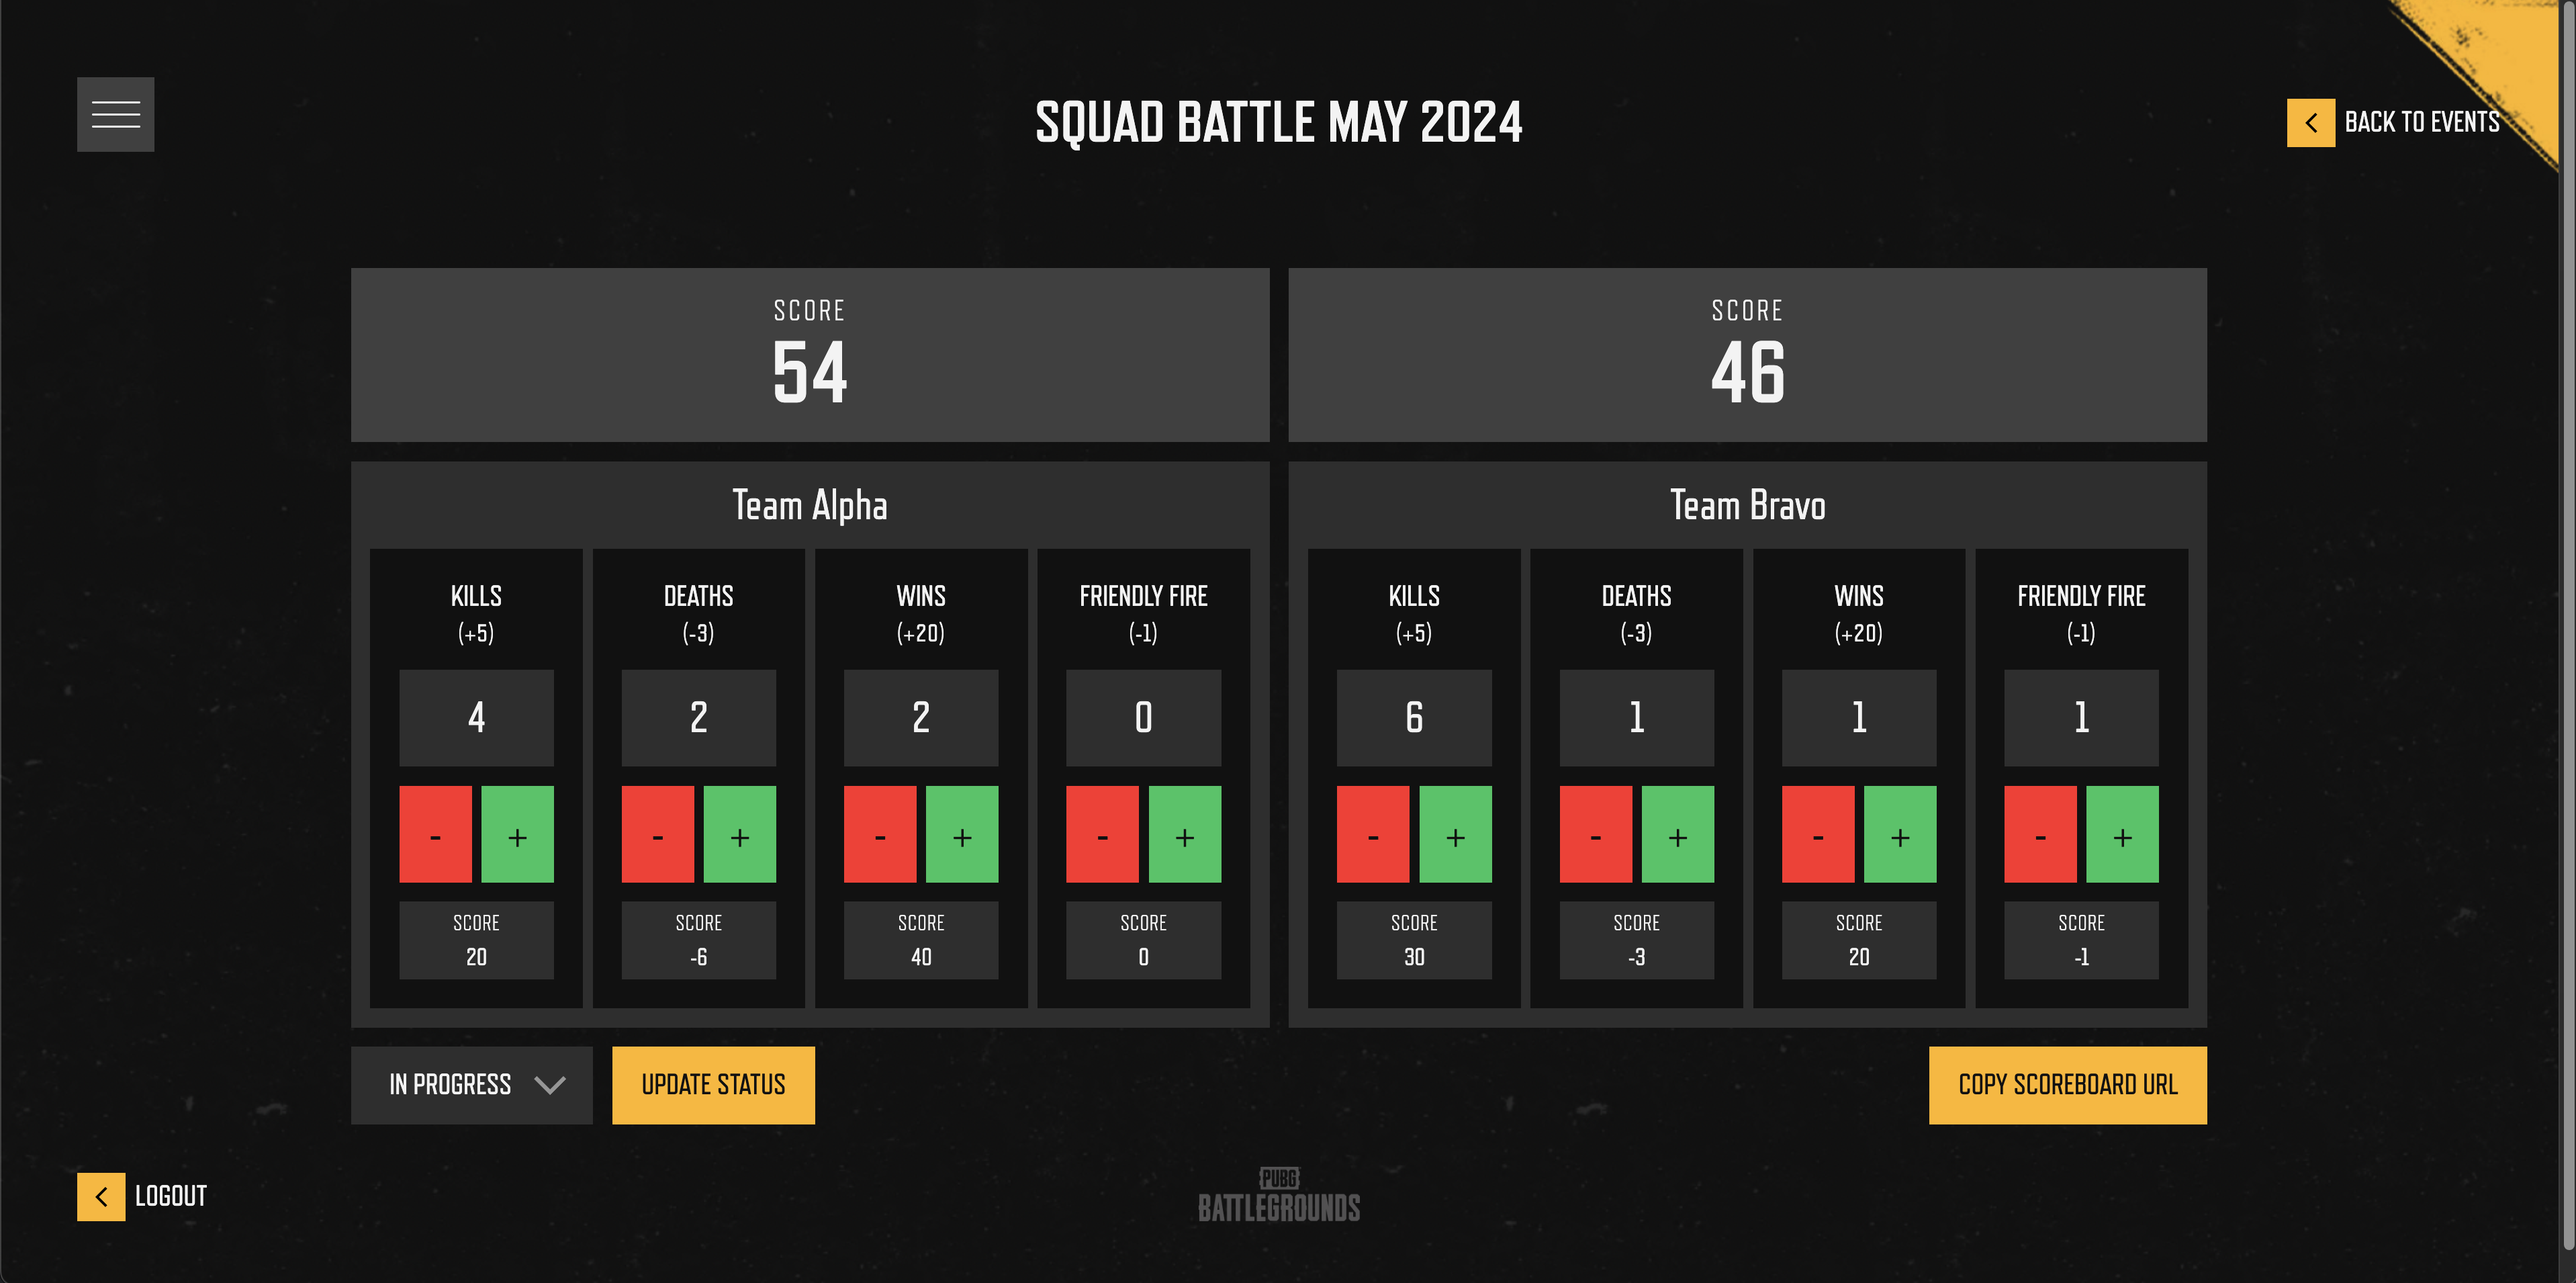 SQUAD BATTLE MAY 2024
BACK TO EVENTS
SCORE
54
SCORE
46
Team Alpha
KILLS
(+5)
4
-
+
SCORE
20
DEATHS
(-3)
2
-
+
SCORE
-6
WINS
(+20)
2
-
+
SCORE
40
FRIENDLY FIRE
(-1)
0
-
+
SCORE
0
Team Bravo
KILLS
(+5)
6
-
+
SCORE
30
DEATHS
(-3)
1
-
+
SCORE
-3
WINS
(+20)
1
-
+
SCORE
20
FRIENDLY FIRE
(-1)
1
-
+
SCORE
-1
IN PROGRESS
UPDATE STATUS
COPY SCOREBOARD URL
LOGOUT
PUBG
BATTLEGROUNDS